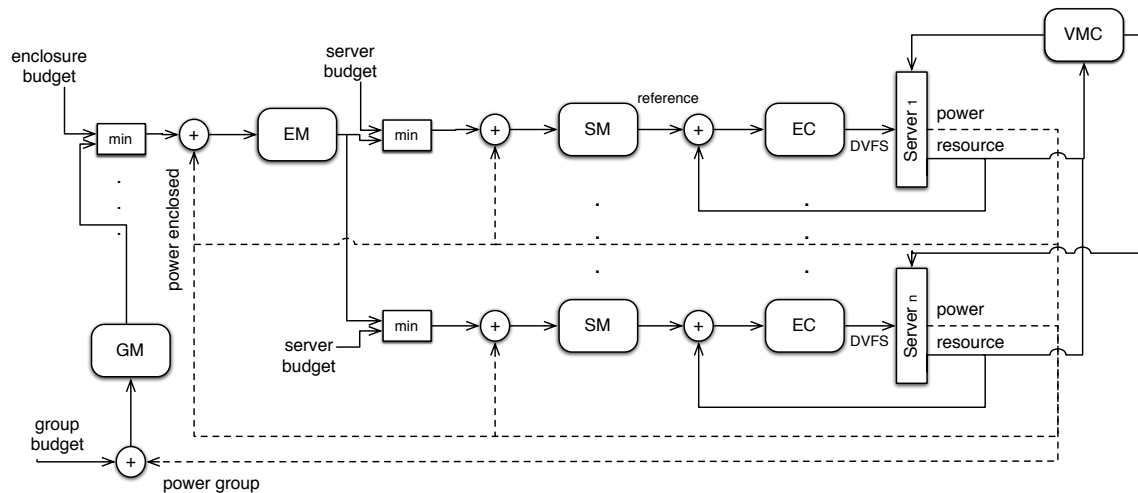 enclosure
budget
server
budget
VMC
reference
min
+
EM
min
+
SM
+
EC
DVFS
Server 1
power
resource
power enclosed
min
+
SM
+
EC
DVFS
Server n
power
resource
server
budget
GM
group
budget
+
power group